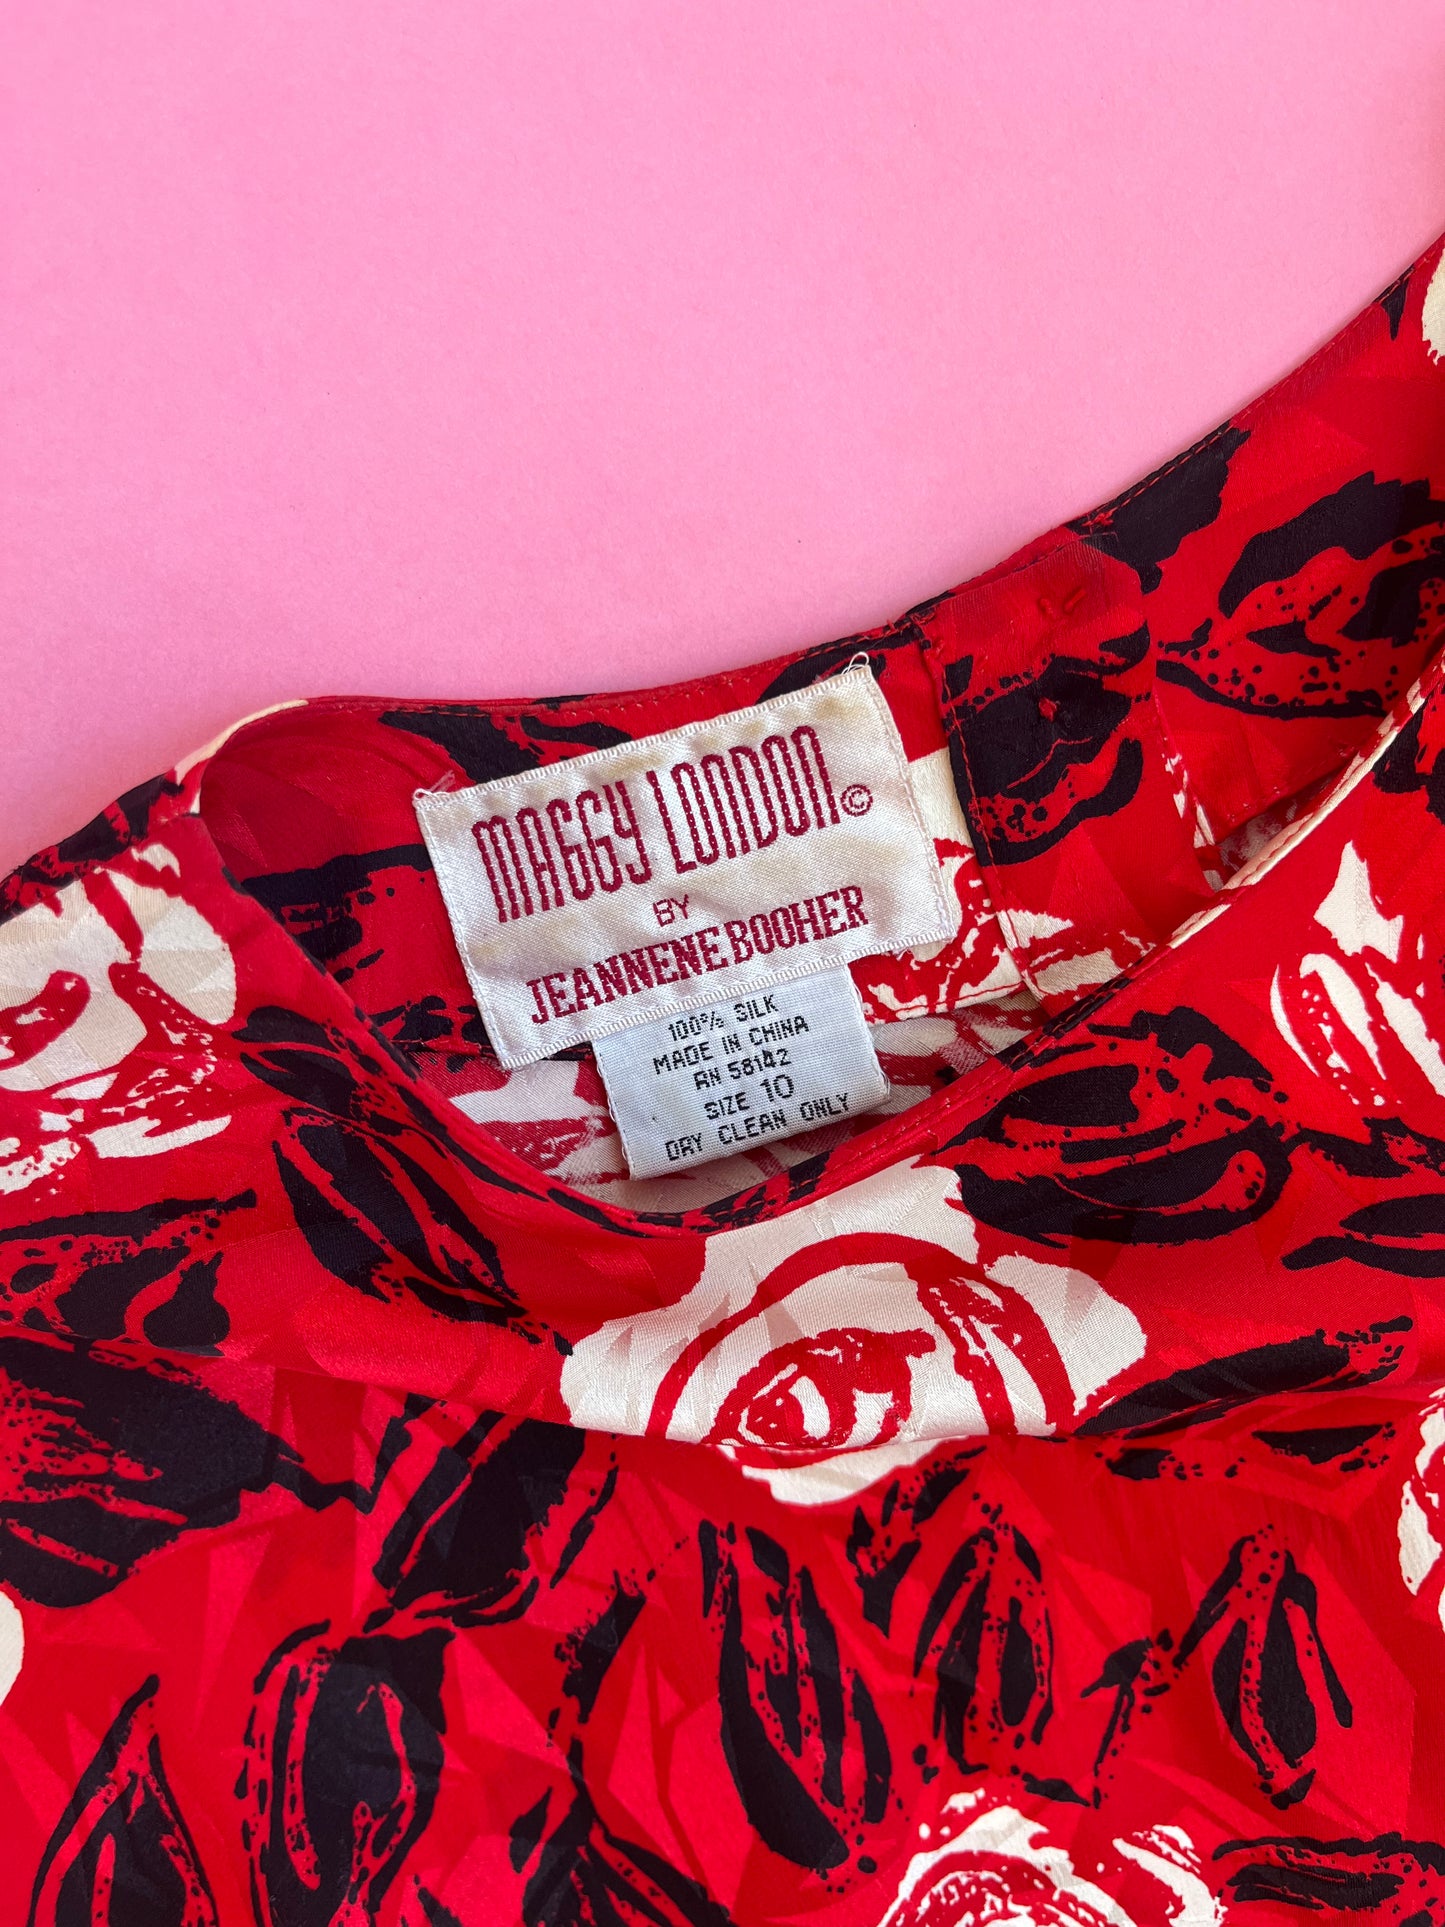 MAGGY LONDON ©
BY
JEANNENE BOOHER
100% SILK
MADE IN CHINA
RN 58142
SIZE 10
DRY CLEAN ONLY